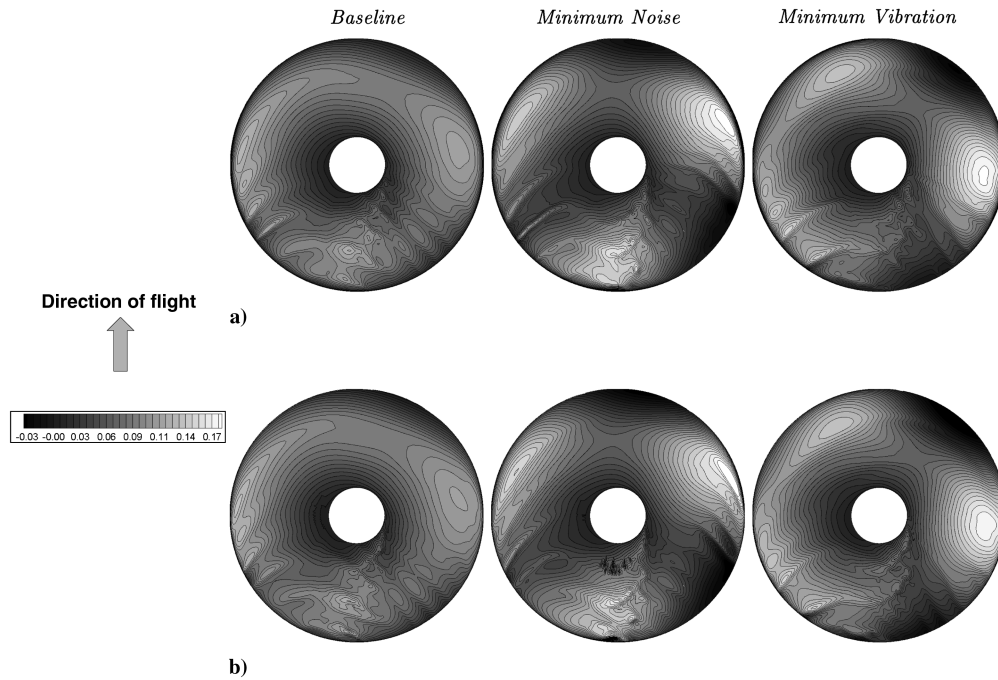 Baseline
Minimum Noise
Minimum Vibration
a)
Direction of flight
-0.03 -0.00 0.03 0.06 0.09 0.11 0.14 0.17
b)